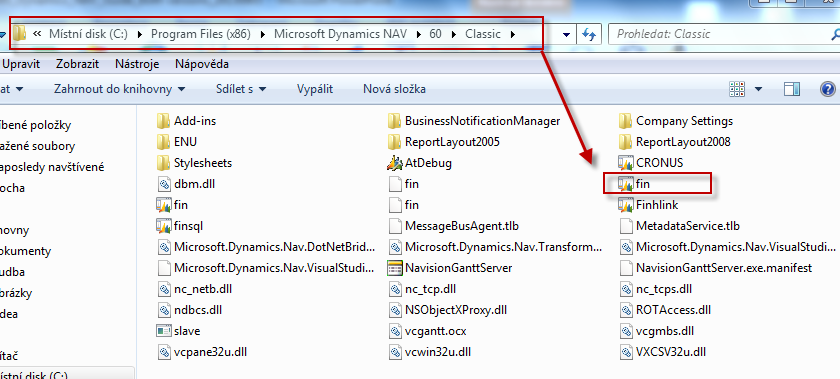 « Místní disk (C:) Program Files (x86) Microsoft Dynamics NAV 60 Classic Prohledat: Classic
Upravit Zobrazit Nástroje Nápověda
at Zahrnout do knihovny Sdílet s Vypálit Nová složka
íbené položky
ažené soubory
aposledy navštívené
ocha
hovny
okumenty
udba
brázky
idea
ítač
ístní disk (C:)
Add-ins BusinessNotificationManager Company Settings
ENU ReportLayout2005 ReportLayout2008
Stylesheets AtDebug CRONUS
dbm.dll fin fin
fin fin Finhlink
finsql MessageBusAgent.tlb MetadataService.tlb
Microsoft.Dynamics.Nav.DotNetBrid... Microsoft.Dynamics.Nav.Transform... Microsoft.Dynamics.Nav.VisualStudi...
Microsoft.Dynamics.Nav.VisualStudi... NavisionGanttServer NavisionGanttServer.exe.manifest
nc_netb.dll nc_tcp.dll nc_tcps.dll
ndbcs.dll NSObjectXProxy.dll ROTAccess.dll
slave vcgantt.ocx vcgmbs.dll
vcpane32u.dll vcwin32u.dll VXCSV32u.dll